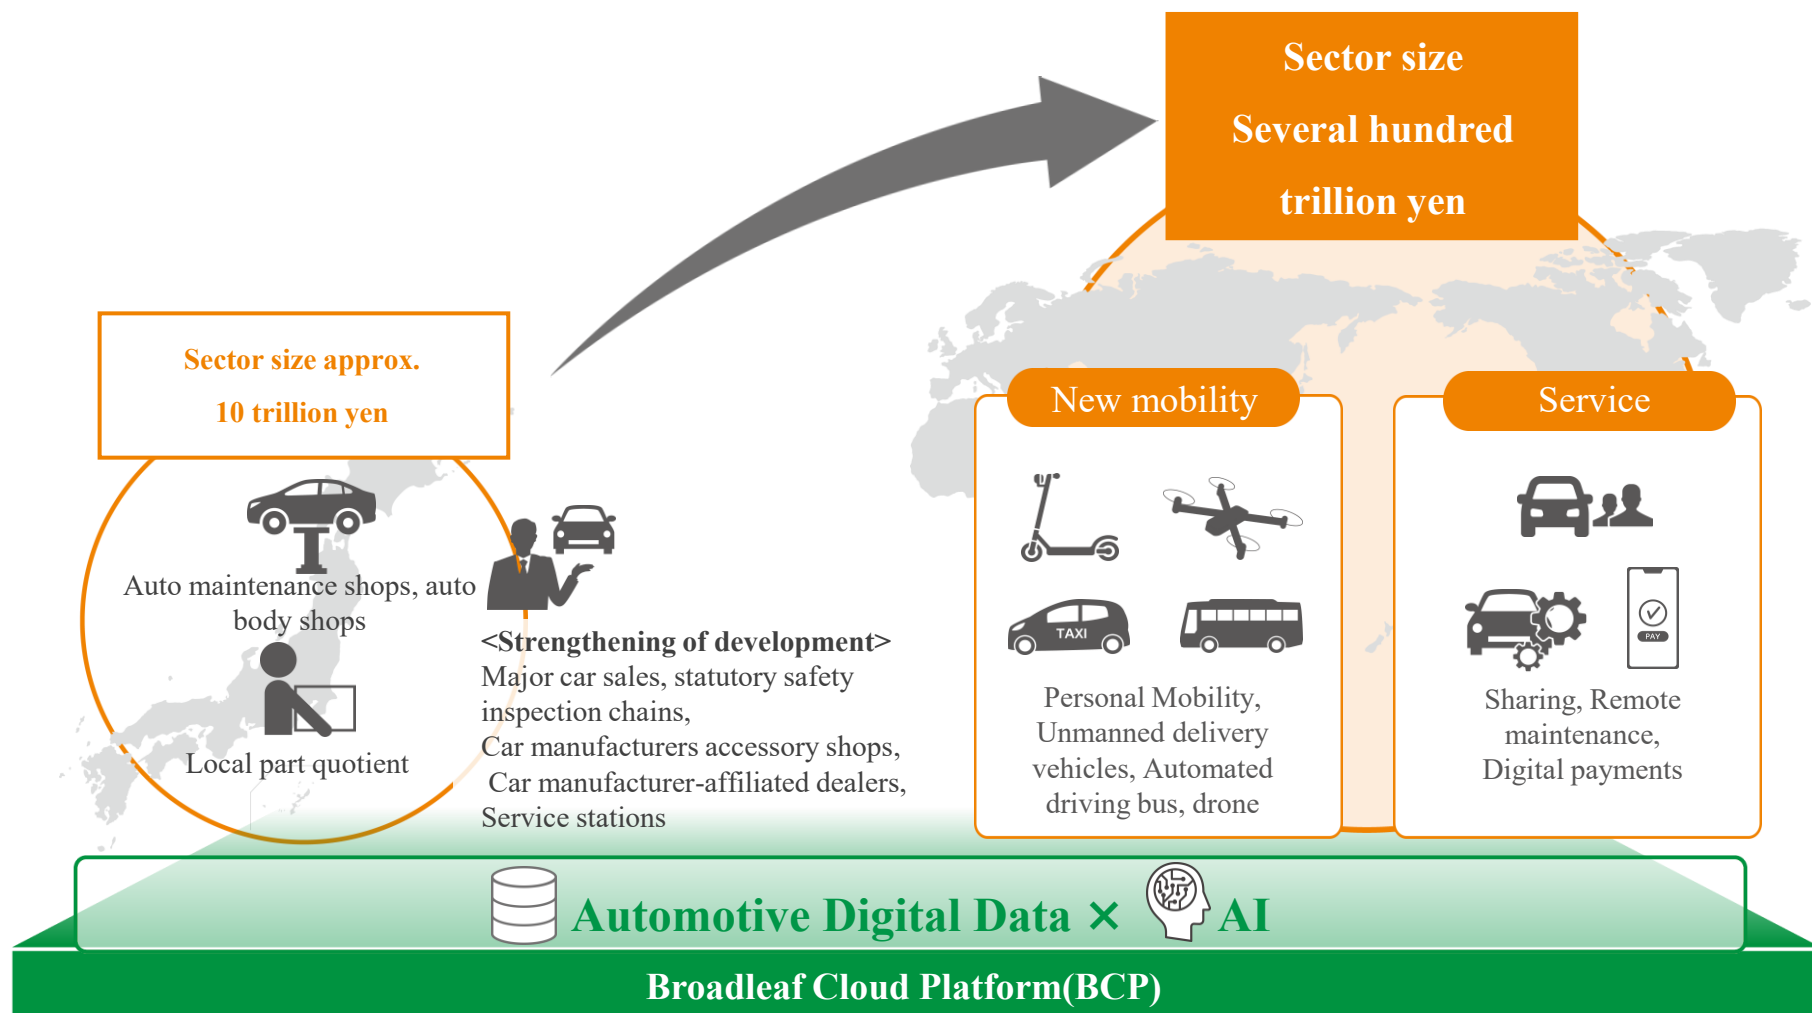 Sector size
Several hundred
trillion yen
Sector size approx.
10 trillion yen
Auto maintenance shops, auto
body shops
Local part quotient
<Strengthening of development>
Major car sales, statutory safety
inspection chains,
Car manufacturers accessory shops,
Car manufacturer-affiliated dealers,
Service stations
New mobility
TAXI
Personal Mobility,
Unmanned delivery
vehicles, Automated
driving bus, drone
Service
PAY
Sharing, Remote
maintenance,
Digital payments
Automotive Digital Data × AI
Broadleaf Cloud Platform(BCP)